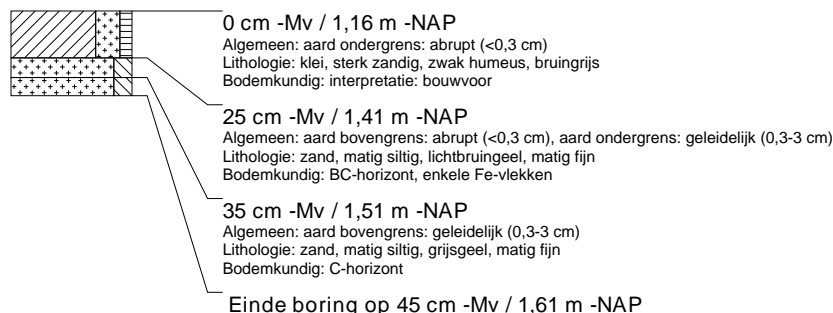 0 cm -Mv / 1,16 m -NAP
Algemeen: aard ondergrens: abrupt (<0,3 cm)
Lithologie: klei, sterk zandig, zwak humeus, bruingrijs
Bodemkundig: interpretatie: bouwvoor
25 cm -Mv / 1,41 m -NAP
Algemeen: aard bovengrens: abrupt (<0,3 cm), aard ondergrens: geleidelijk (0,3-3 cm)
Lithologie: zand, matig siltig, lichtbruingeel, matig fijn
Bodemkundig: BC-horizont, enkele Fe-vlekken
35 cm -Mv / 1,51 m -NAP
Algemeen: aard bovengrens: geleidelijk (0,3-3 cm)
Lithologie: zand, matig siltig, grijsgeel, matig fijn
Bodemkundig: C-horizont
Einde boring op 45 cm -Mv / 1,61 m -NAP